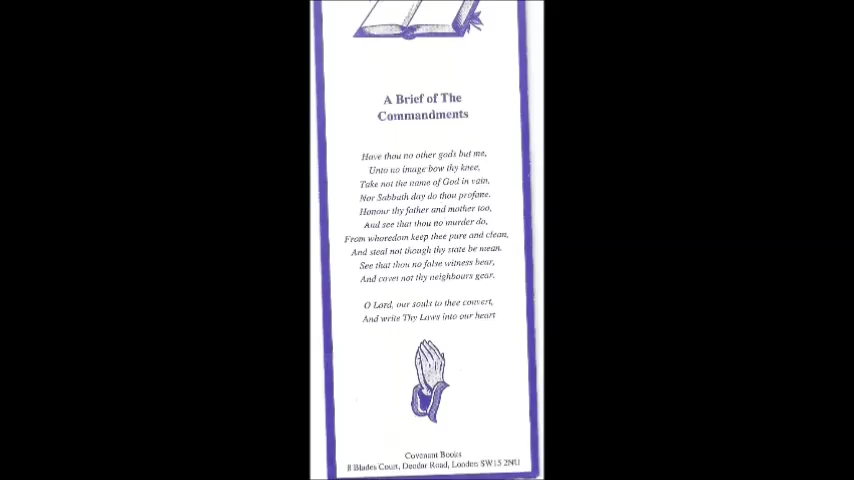 A Brief of The
Commandments
Have thou no other gods but me,
Unto no image bow thy knee,
Take not the name of God in vain,
Nor Sabbath day do thou profane.
Honour thy father and mother too,
And see that thou no murder do,
From whoredom keep thee pure and clean,
And steal not though thy state be mean.
See that thou no false witness bear,
And covet not thy neighbours gear.
O Lord, our souls to thee convert,
And write Thy Laws into our heart
Covenant Books
8 Blades Court, Deodar Road, London SW15 2NU